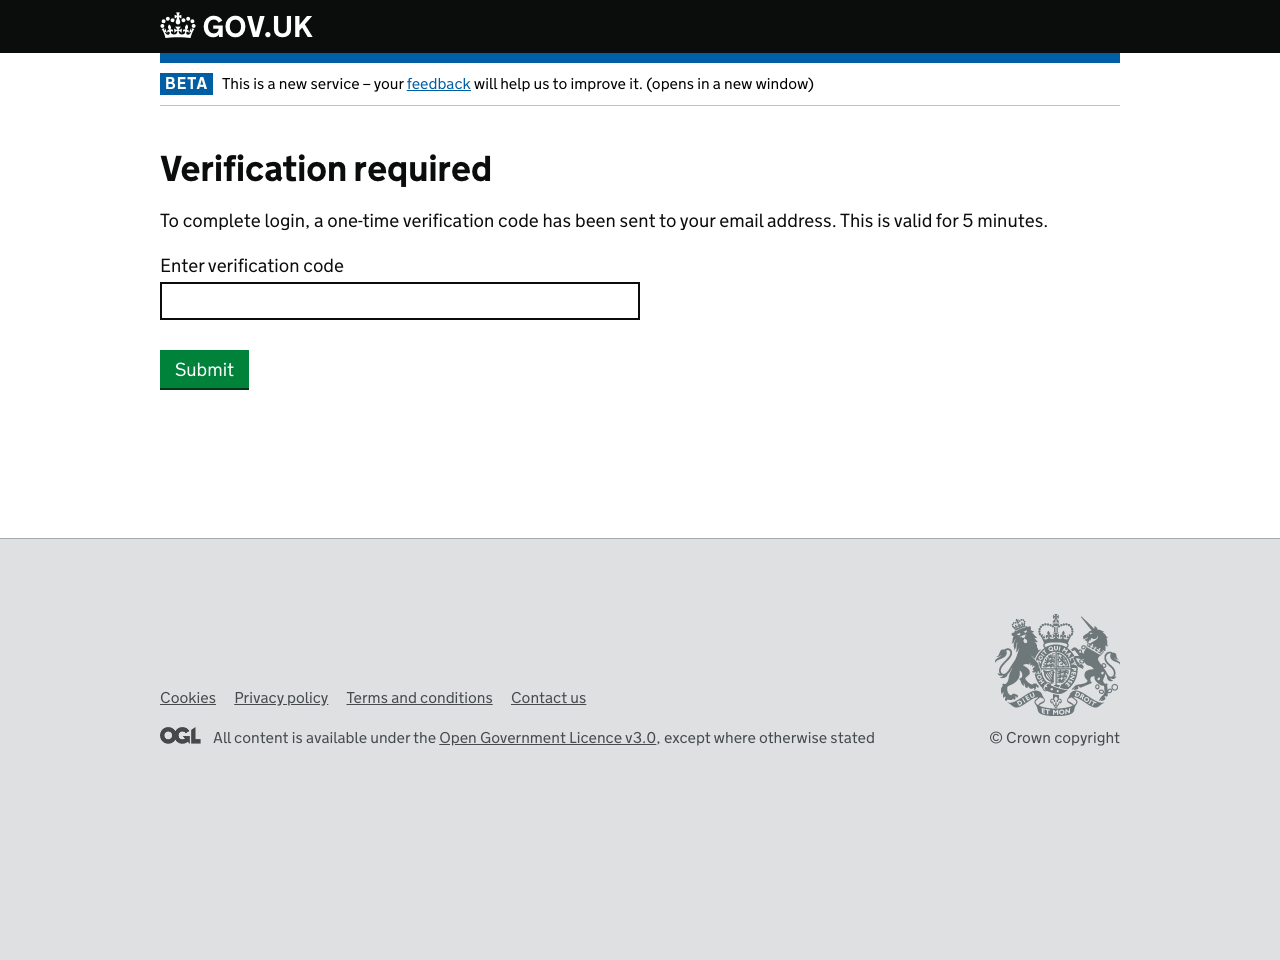 GOV.UK
BETA This is a new service – your feedback will help us to improve it. (opens in a new window)
Verification required
To complete login, a one-time verification code has been sent to your email address. This is valid for 5 minutes.
Enter verification code
Submit
Cookies Privacy policy Terms and conditions Contact us
OGL All content is available under the Open Government Licence v3.0, except where otherwise stated
© Crown copyright